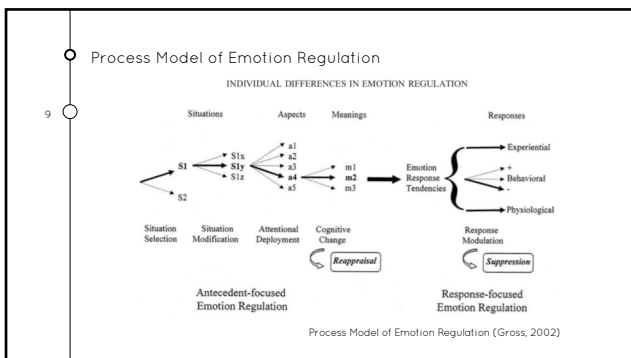 Process Model of Emotion Regulation
INDIVIDUAL DIFFERENCES IN EMOTION REGULATION
9
Situations Aspects Meanings Responses
S1
S2
S1x
S1y
S1z
a1
a2
a3
a4
a5
m1
m2
m3
Emotion
Response
Tendencies
Experiential
+
Behavioral
-
Physiological
Situation
Selection
Situation
Modification
Attentional
Deployment
Cognitive
Change
Reappraisal
Response
Modulation
Suppression
Antecedent-focused
Emotion Regulation
Response-focused
Emotion Regulation
Process Model of Emotion Regulation (Gross, 2002)